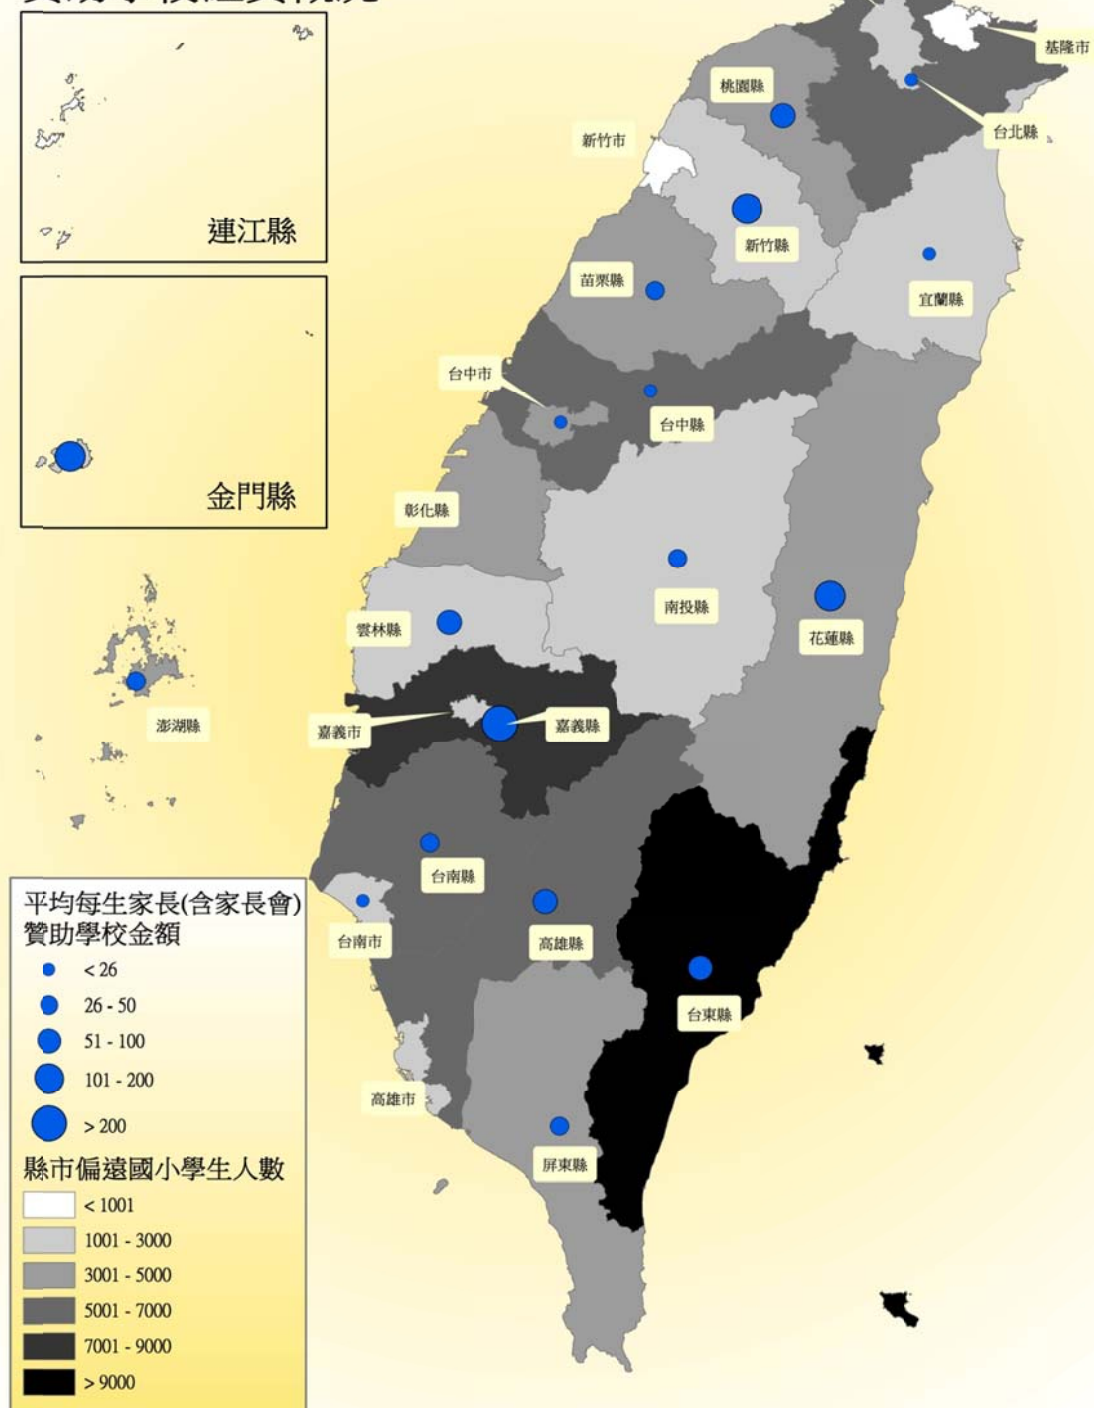 連江縣
金門縣
基隆市
桃園縣
台北縣
新竹市
新竹縣
宜蘭縣
苗栗縣
台中市
台中縣
彰化縣
南投縣
花蓮縣
雲林縣
澎湖縣
嘉義市
嘉義縣
台南縣
台南市
高雄縣
台東縣
高雄市
屏東縣
平均每生家長(含家長會)
贊助學校金額
< 26
26 - 50
51 - 100
101 - 200
> 200
縣市偏遠國小學生人數
< 1001
1001 - 3000
3001 - 5000
5001 - 7000
7001 - 9000
> 9000